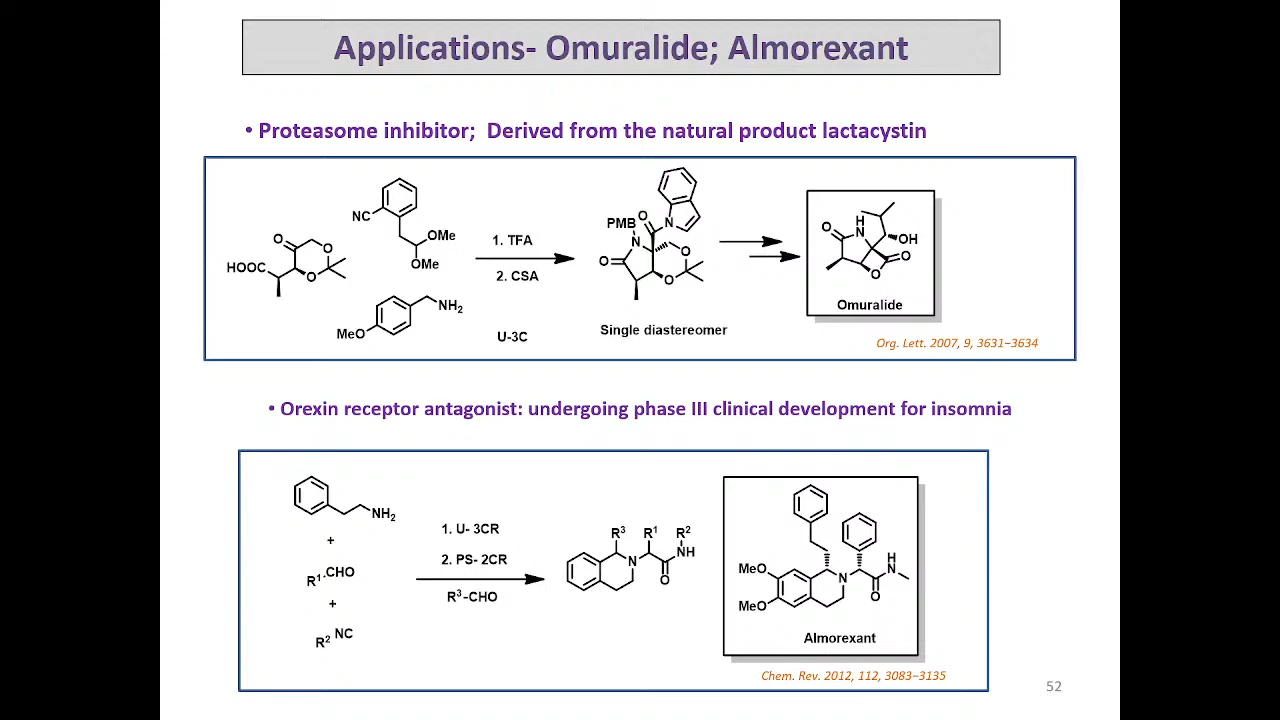 Applications- Omuralide; Almorexant
• Proteasome inhibitor;  Derived from the natural product lactacystin
HOOC
O
O
O
NC
OMe
OMe
MeO
NH2
1. TFA
2. CSA
U-3C
PMB
N
O
N
O
O
O
Single diastereomer
O
H
N
OH
O
O
Omuralide
Org. Lett. 2007, 9, 3631–3634
• Orexin receptor antagonist: undergoing phase III clinical development for insomnia
NH2
+
R1-CHO
+
R2 NC
1. U- 3CR
2. PS- 2CR
R3-CHO
R3 R1 R2
N
NH
O
MeO
MeO
N
H
N
O
Almorexant
Chem. Rev. 2012, 112, 3083–3135
52